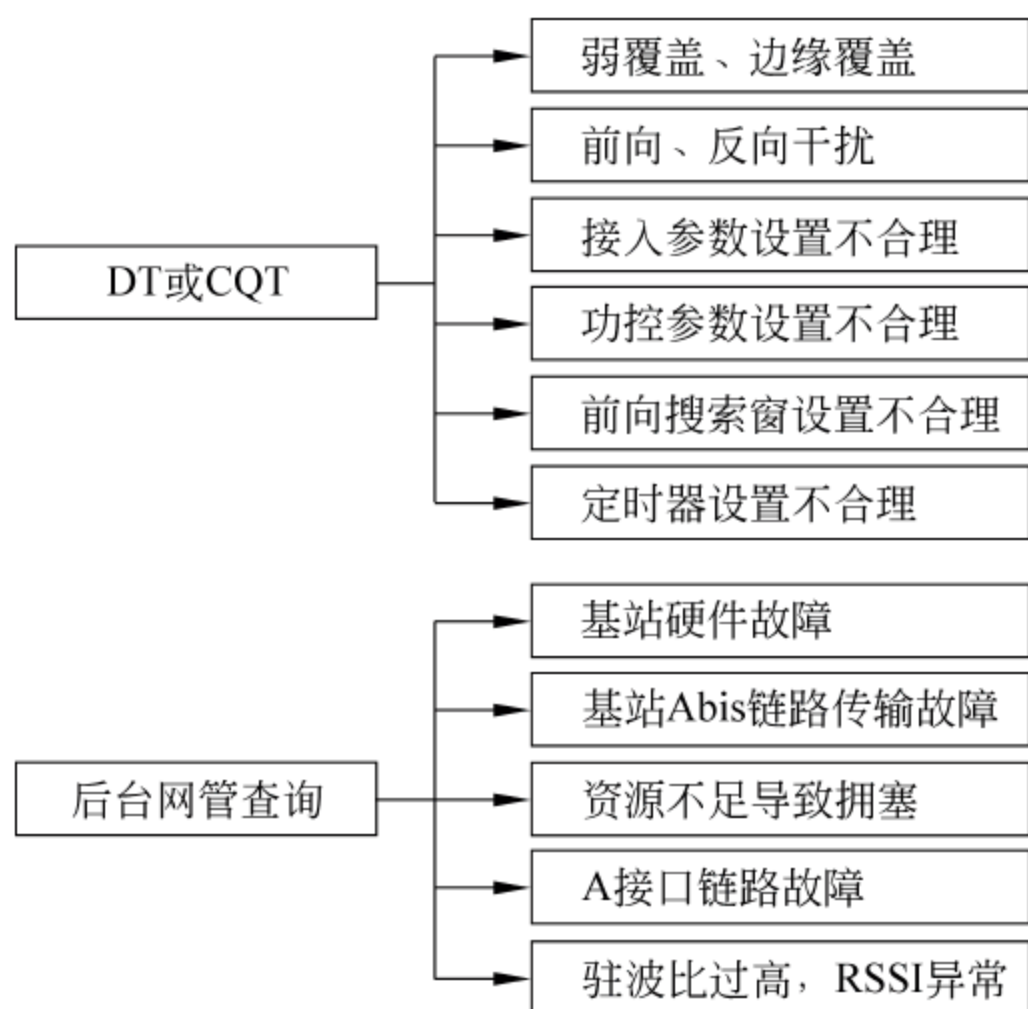 DT或CQT
弱覆盖、边缘覆盖
前向、反向干扰
接入参数设置不合理
功控参数设置不合理
前向搜索窗设置不合理
定时器设置不合理
后台网管查询
基站硬件故障
基站Abis链路传输故障
资源不足导致拥塞
A接口链路故障
驻波比过高，RSSI异常